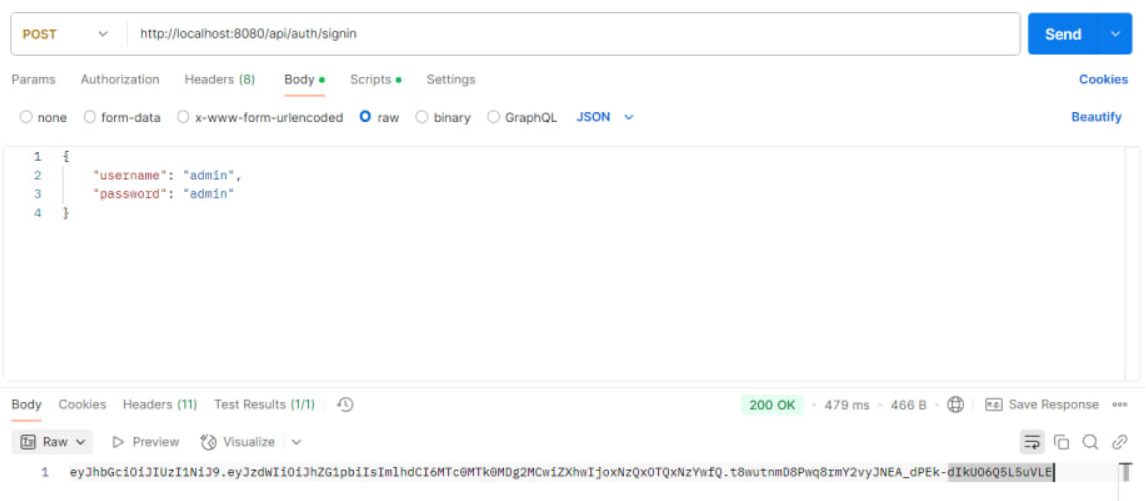 POST http://localhost:8080/api/auth/signin Send
Params Authorization Headers (8) Body Scripts Settings Cookies
none form-data x-www-form-urlencoded raw binary GraphQL JSON Beautify
1 {
2 "username": "admin",
3 "password": "admin"
4 }
Body Cookies Headers (11) Test Results (1/1) 200 OK 479 ms 466 B Save Response
Raw Preview Visualize
1 eyJhbGciOiJIUzI1NiJ9.eyJzdWIiOiJhZG1pbiIsImlhdCI6MTc0MTk0MDg2MCwiZXhwIjoxNzQxOTQxNzYwfQ.t8wutnmD8Pwq8rmY2vyJNEA_dPEk-dIkUO6Q5L5uVLE